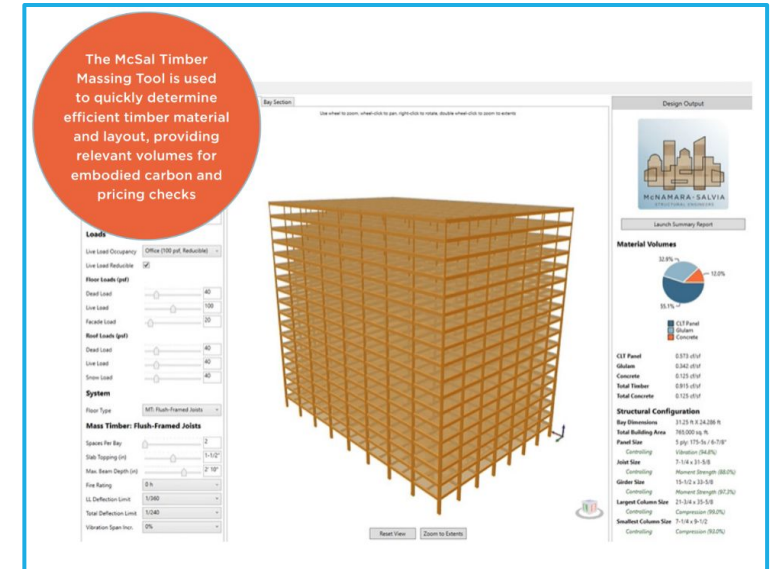 The McSal Timber
Massing Tool is used
to quickly determine
efficient timber material
and layout, providing
relevant volumes for
embodied carbon and
pricing checks
Bay Section
Use wheel to zoom, wheel-click to pan, right-click to rotate, double wheel-click to zoom to extents
Loads
Live Load Occupancy Office (100 psf, Reducible)
Live Load Reducible
Floor Loads (psf)
Dead Load 40
Live Load 100
Facade Load 20
Roof Loads (psf)
Dead Load 40
Live Load 40
Snow Load 40
System
Floor Type MT: Flush-Framed Joists
Mass Timber: Flush-Framed Joists
Spaces Per Bay 2
Slab Topping (in) 1-1/2"
Max. Beam Depth (in) 2' 10"
Fire Rating 0 h
LL Deflection Limit 1/360
Total Deflection Limit 1/240
Vibration Span Incr. 0%
Reset View Zoom to Extents
Design Output
McNAMARA · SALVIA
STRUCTURAL ENGINEERS
Launch Summary Report
Material Volumes
32.8%
12.0%
55.1%
CLT Panel
Glulam
Concrete
CLT Panel 0.573 cf/sf
Glulam 0.342 cf/sf
Concrete 0.125 cf/sf
Total Timber 0.915 cf/sf
Total Concrete 0.125 cf/sf
Structural Configuration
Bay Dimensions 31.25 ft X 24.286 ft
Total Building Area 765,000 sq. ft.
Panel Size 5 ply: 175-5s / 6-7/8"
Controlling Vibration (94.8%)
Joist Size 7-1/4 x 31-5/8
Controlling Moment Strength (88.0%)
Girder Size 15-1/2 x 33-5/8
Controlling Moment Strength (97.3%)
Largest Column Size 21-3/4 x 35-5/8
Controlling Compression (99.0%)
Smallest Column Size 7-1/4 x 9-1/2
Controlling Compression (93.0%)